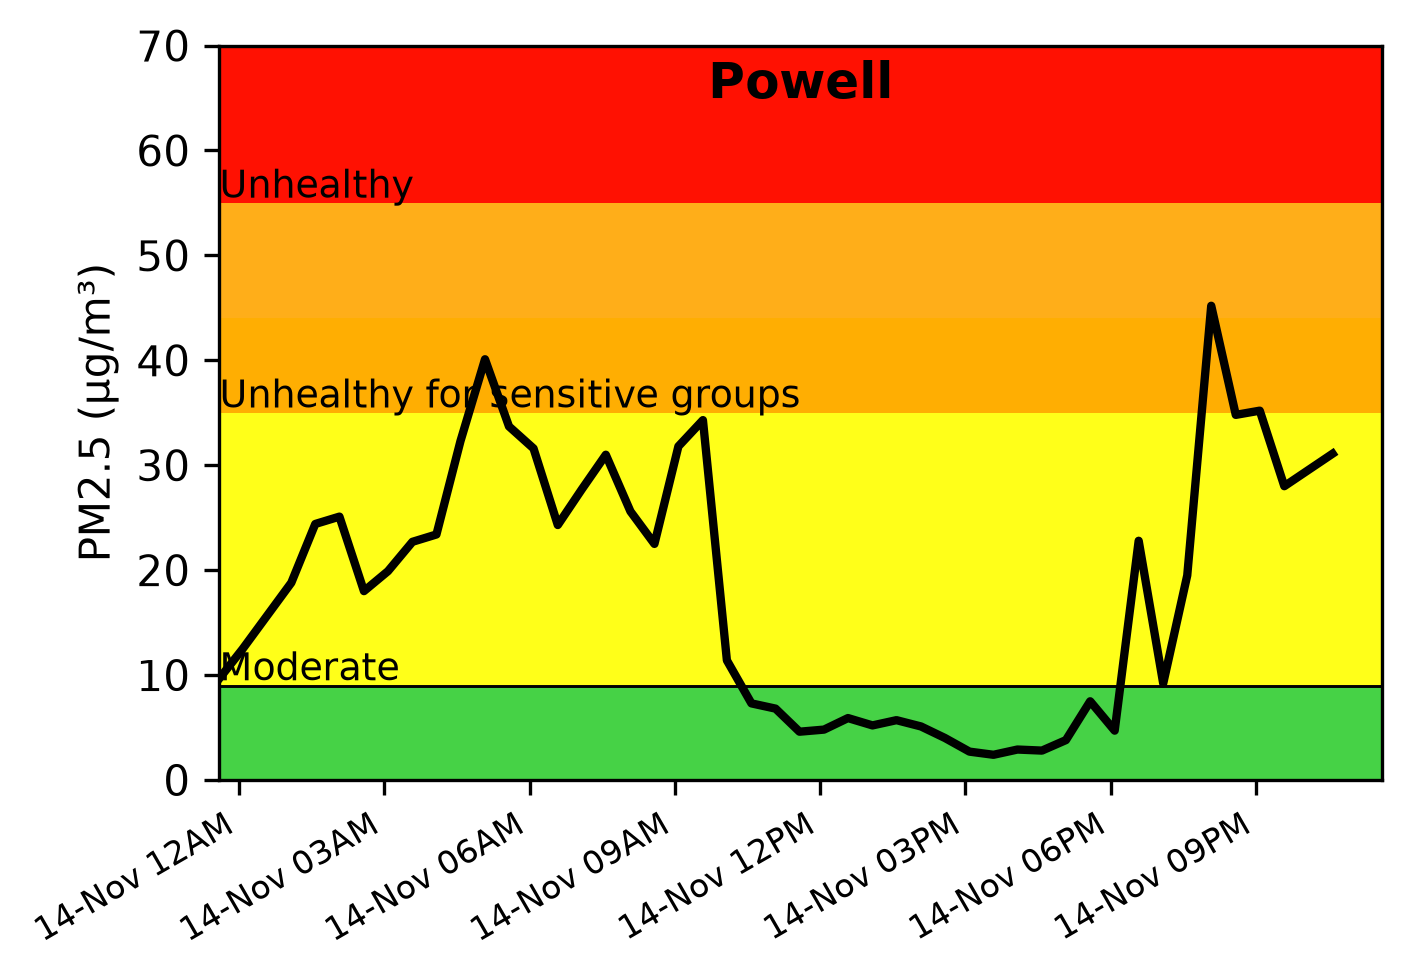 Powell
PM2.5 (μg/m³)
70
60
50
40
30
20
10
0
Unhealthy
Unhealthy for sensitive groups
Moderate
14-Nov 12AM
14-Nov 03AM
14-Nov 06AM
14-Nov 09AM
14-Nov 12PM
14-Nov 03PM
14-Nov 06PM
14-Nov 09PM